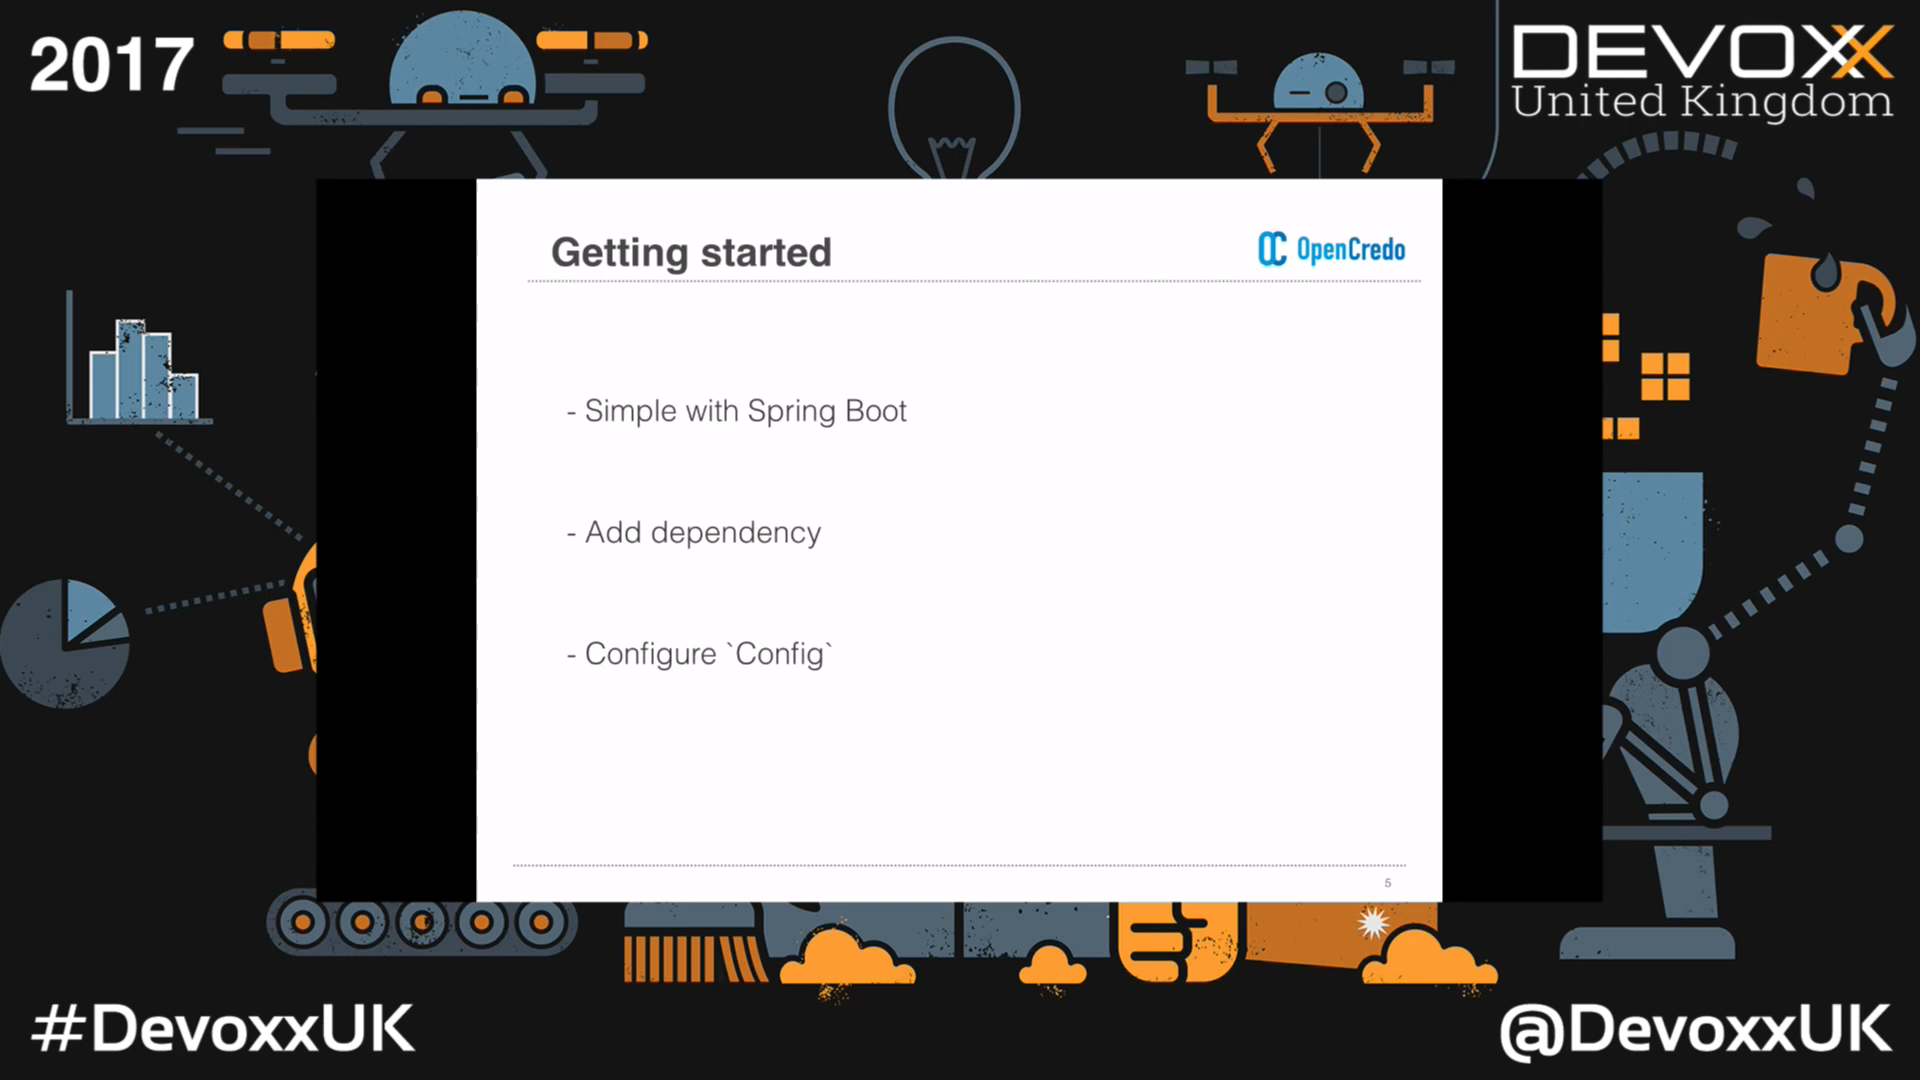 2017
DEVOXX
United Kingdom
Getting started
OpenCredo
- Simple with Spring Boot
- Add dependency
- Configure `Config`
5
#DevoxxUK
@DevoxxUK